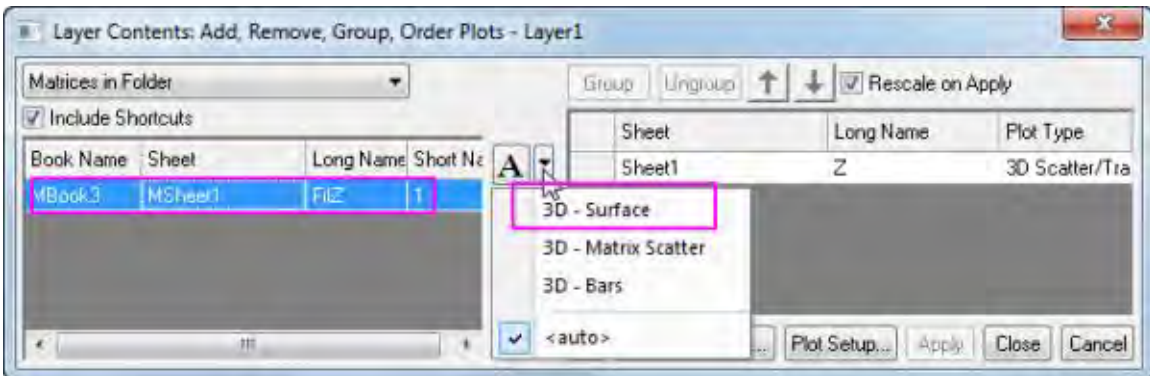 Layer Contents: Add, Remove, Group, Order Plots - Layer1
Matrices in Folder
Group Ungroup Rescale on Apply
Include Shortcuts
Sheet Long Name Plot Type
Book Name Sheet Long Name Short Na
A
Sheet1 Z 3D Scatter/Tra
MBook3 MSheet1 FitZ 1
3D - Surface
3D - Matrix Scatter
3D - Bars
<auto>
... Plot Setup... Apply Close Cancel